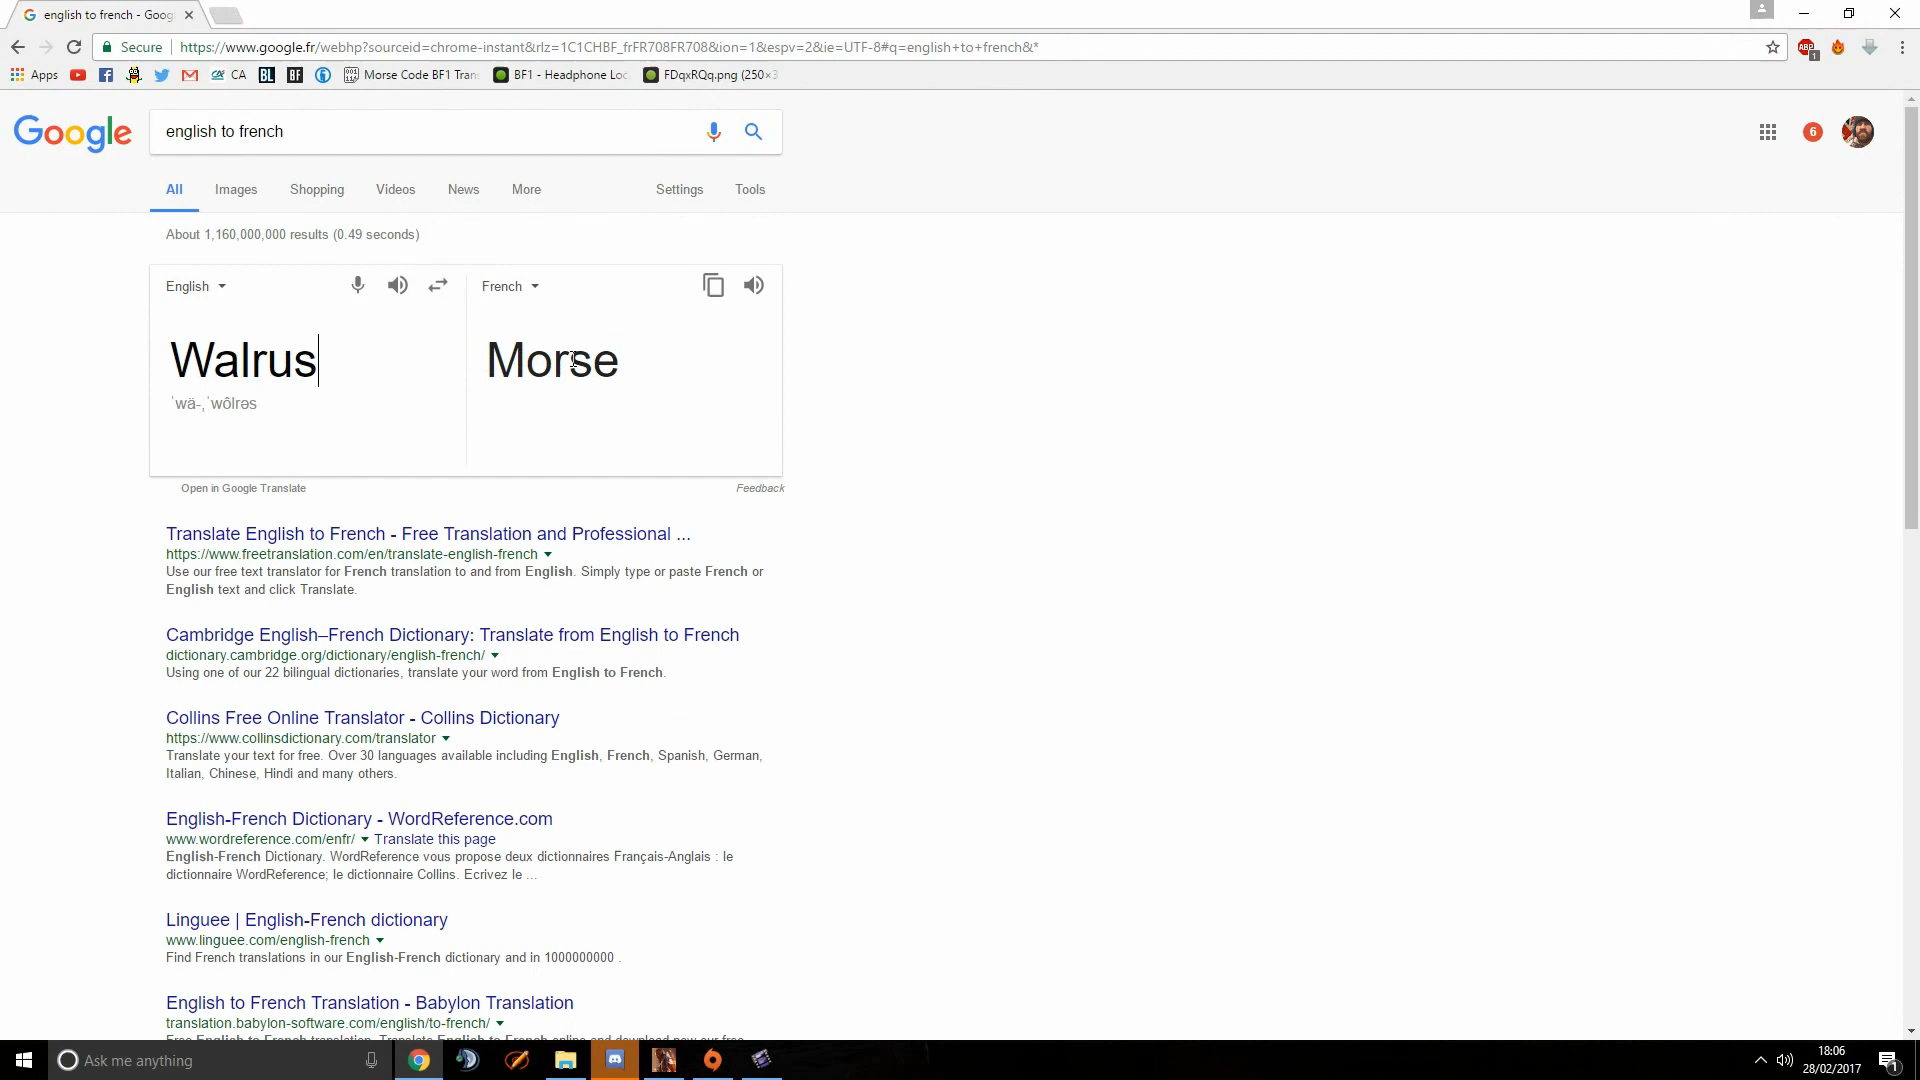 english to french - Goog
Secure https://www.google.fr/webhp?sourceid=chrome-instant&rlz=1C1CHBF_frFR708FR708&ion=1&espv=2&ie=UTF-8#q=english+to+french&*
ABP
1
Apps CA BL BF Morse Code BF1 Tran BF1 - Headphone Loc FDqxRQq.png (250×3
Google
english to french
6
All Images Shopping Videos News More Settings Tools
About 1,160,000,000 results (0.49 seconds)
English French
Walrus Morse
ˈwä-,ˈwôlrəs
Open in Google Translate Feedback
Translate English to French - Free Translation and Professional ...
https://www.freetranslation.com/en/translate-english-french
Use our free text translator for French translation to and from English. Simply type or paste French or
English text and click Translate.
Cambridge English–French Dictionary: Translate from English to French
dictionary.cambridge.org/dictionary/english-french/
Using one of our 22 bilingual dictionaries, translate your word from English to French.
Collins Free Online Translator - Collins Dictionary
https://www.collinsdictionary.com/translator
Translate your text for free. Over 30 languages available including English, French, Spanish, German,
Italian, Chinese, Hindi and many others.
English-French Dictionary - WordReference.com
www.wordreference.com/enfr/ Translate this page
English-French Dictionary. WordReference vous propose deux dictionnaires Français-Anglais : le
dictionnaire WordReference; le dictionnaire Collins. Ecrivez le ...
Linguee | English-French dictionary
www.linguee.com/english-french
Find French translations in our English-French dictionary and in 1000000000 .
English to French Translation - Babylon Translation
translation.babylon-software.com/english/to-french/
Ask me anything
18:06
28/02/2017
1